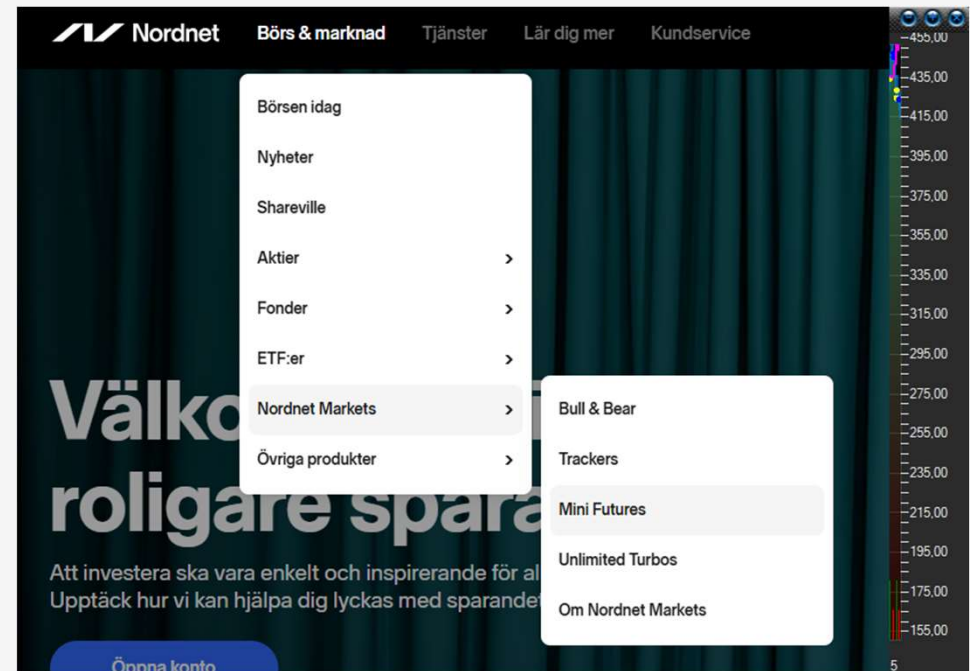 Nordnet
Börs & marknad
Tjänster
Lär dig mer
Kundservice
Börsen idag
Nyheter
Shareville
Aktier
Fonder
ETF:er
Nordnet Markets
Övriga produkter
Bull & Bear
Trackers
Mini Futures
Unlimited Turbos
Om Nordnet Markets
Välko
roligare spara
Att investera ska vara enkelt och inspirerande för al
Upptäck hur vi kan hjälpa dig lyckas med sparandet
Öppna konto
455,00
435,00
415,00
395,00
375,00
355,00
335,00
315,00
295,00
275,00
255,00
235,00
215,00
195,00
175,00
155,00
5